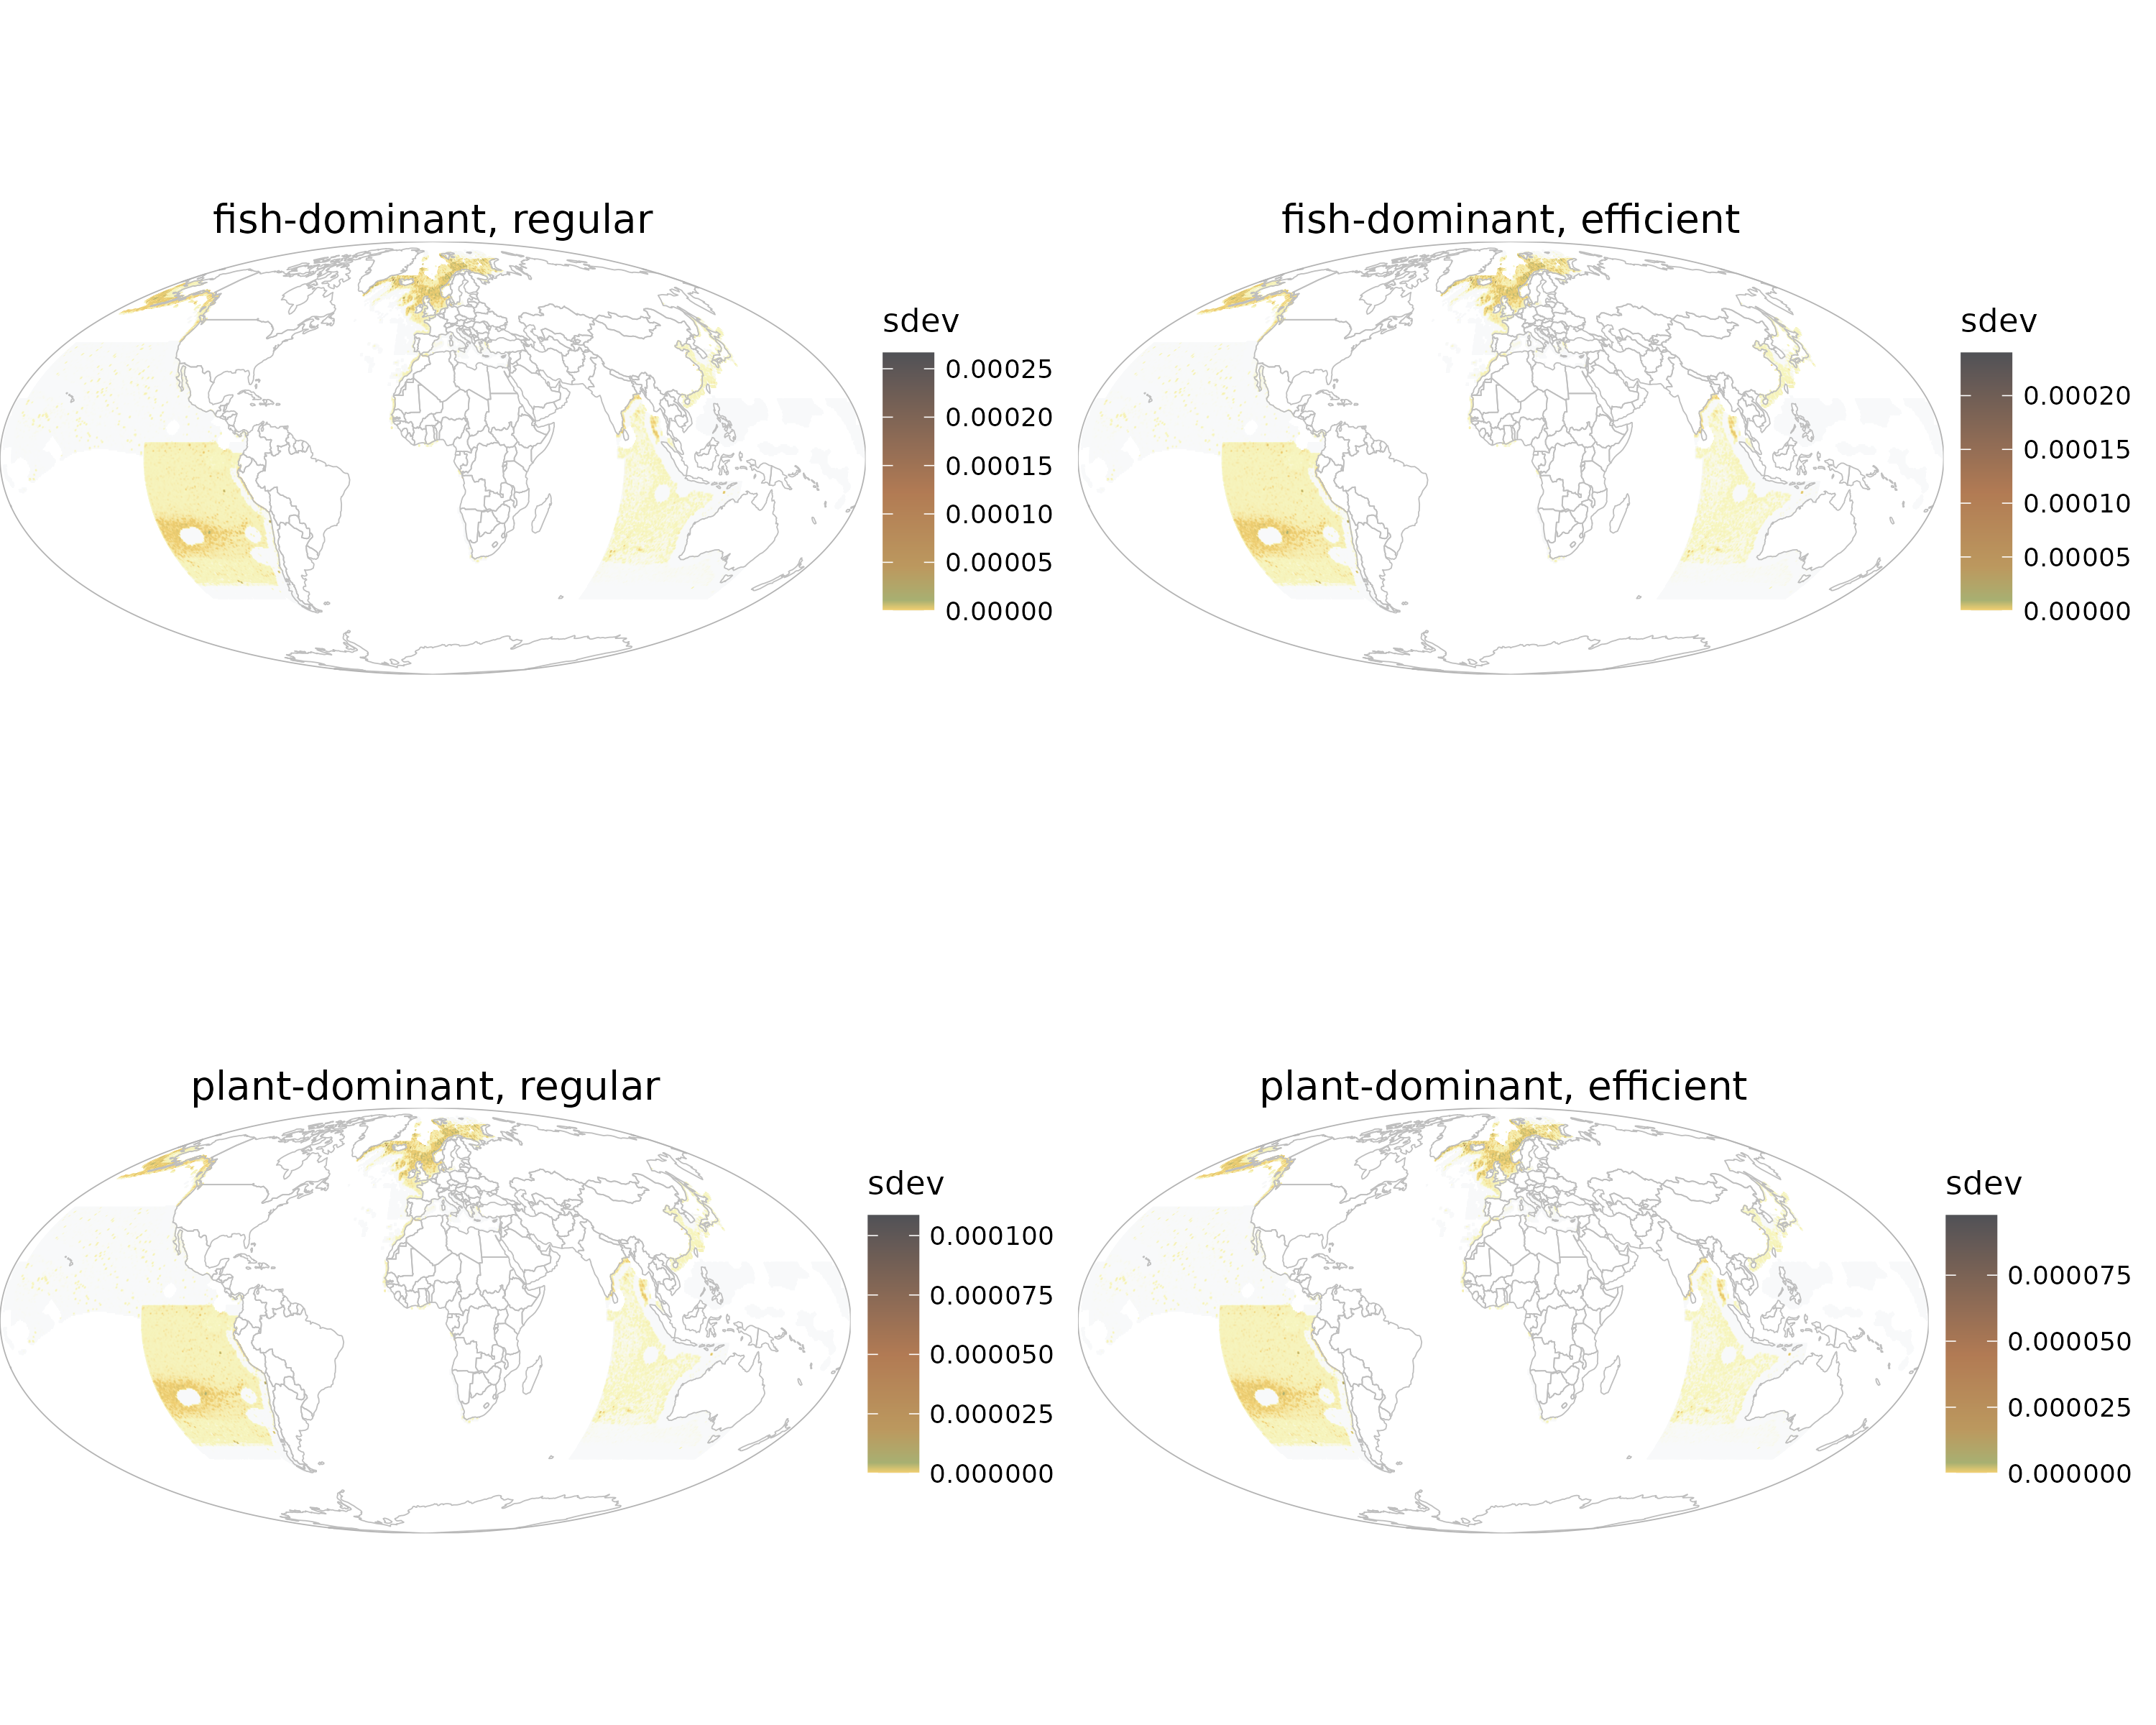 fish-dominant, regular
sdev
0.00025
0.00020
0.00015
0.00010
0.00005
0.00000
fish-dominant, efficient
sdev
0.00020
0.00015
0.00010
0.00005
0.00000
plant-dominant, regular
sdev
0.000100
0.000075
0.000050
0.000025
0.000000
plant-dominant, efficient
sdev
0.000075
0.000050
0.000025
0.000000